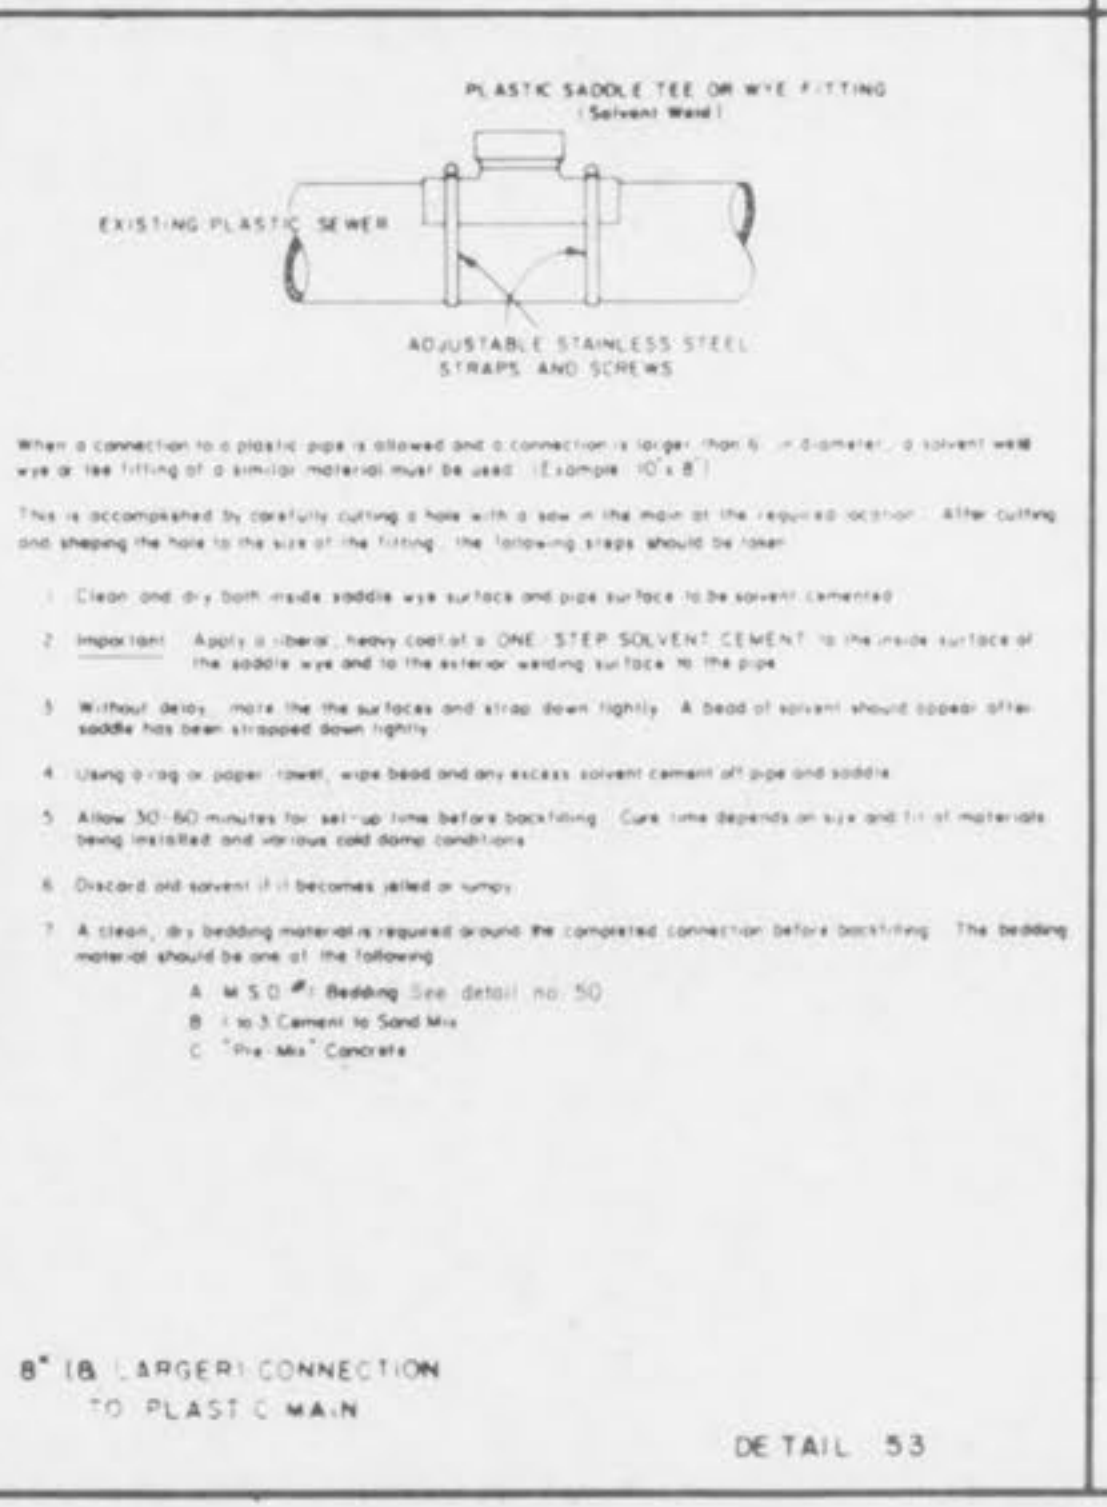 PLASTIC SADDLE TEE OR WYE FITTING
(Solvent Weld)
EXISTING PLASTIC SEWER
ADJUSTABLE STAINLESS STEEL
STRAPS AND SCREWS
When a connection to a plastic pipe is allowed and a connection is larger than 6" in diameter, a solvent weld
wye or tee fitting of a similar material must be used. (Example 10" x 8")
This is accomplished by carefully cutting a hole with a saw in the main at the required location. After cutting
and shaping the hole to the size of the fitting, the following steps should be taken
1 Clean and dry both inside saddle wye surface and pipe surface to be solvent cemented
2 Important Apply a liberal, heavy coat of a ONE-STEP SOLVENT CEMENT to the inside surface of
the saddle wye and to the exterior welding surface to the pipe
3 Without delay, mate the the surfaces and strap down tightly. A bead of solvent should appear after
saddle has been strapped down tightly
4 Using a rag or paper towel, wipe bead and any excess solvent cement off pipe and saddle
5 Allow 30-60 minutes for set-up time before backfilling. Cure time depends on size and fit of materials
being installed and various cold damp conditions
6 Discard old solvent if it becomes jelled or lumpy
7 A clean, dry bedding material is required around the completed connection before backfilling. The bedding
material should be one of the following
A M.S.D. #1 Bedding See detail no. 50
B 1 to 3 Cement to Sand Mix
C "Pre-Mix" Concrete
8" (& LARGER) CONNECTION
TO PLASTIC MAIN
DETAIL 53